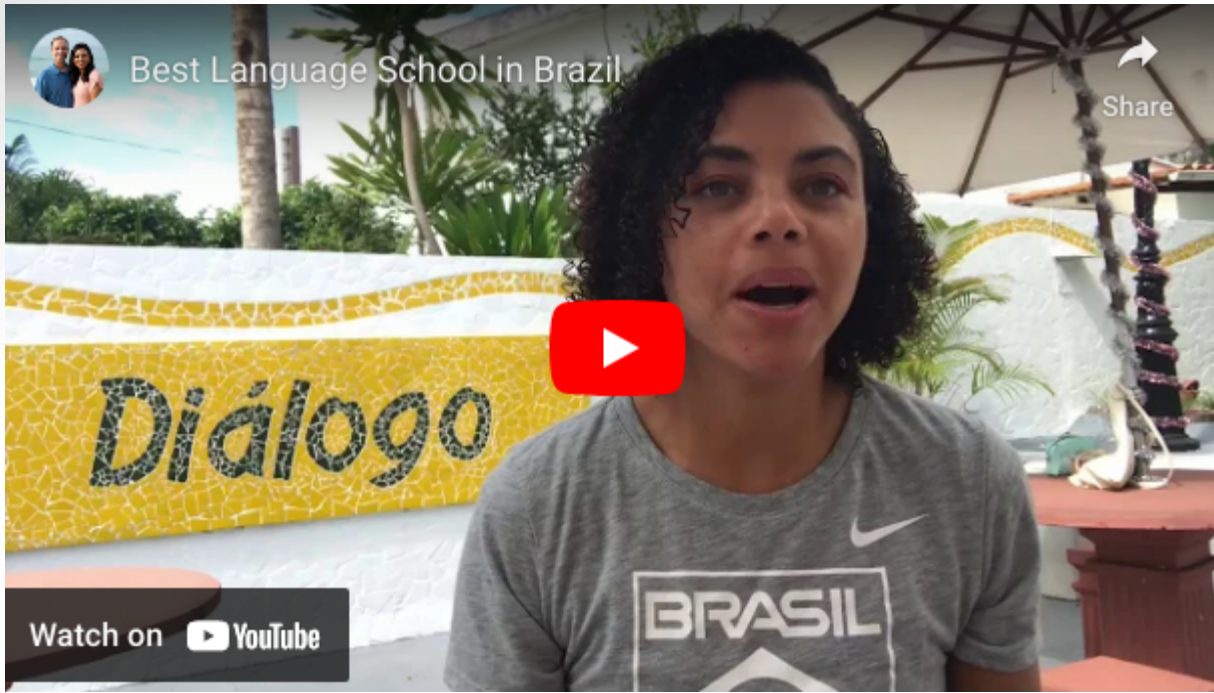 Best Language School in Brazil
Share
Diálogo
BRASIL
Watch on YouTube